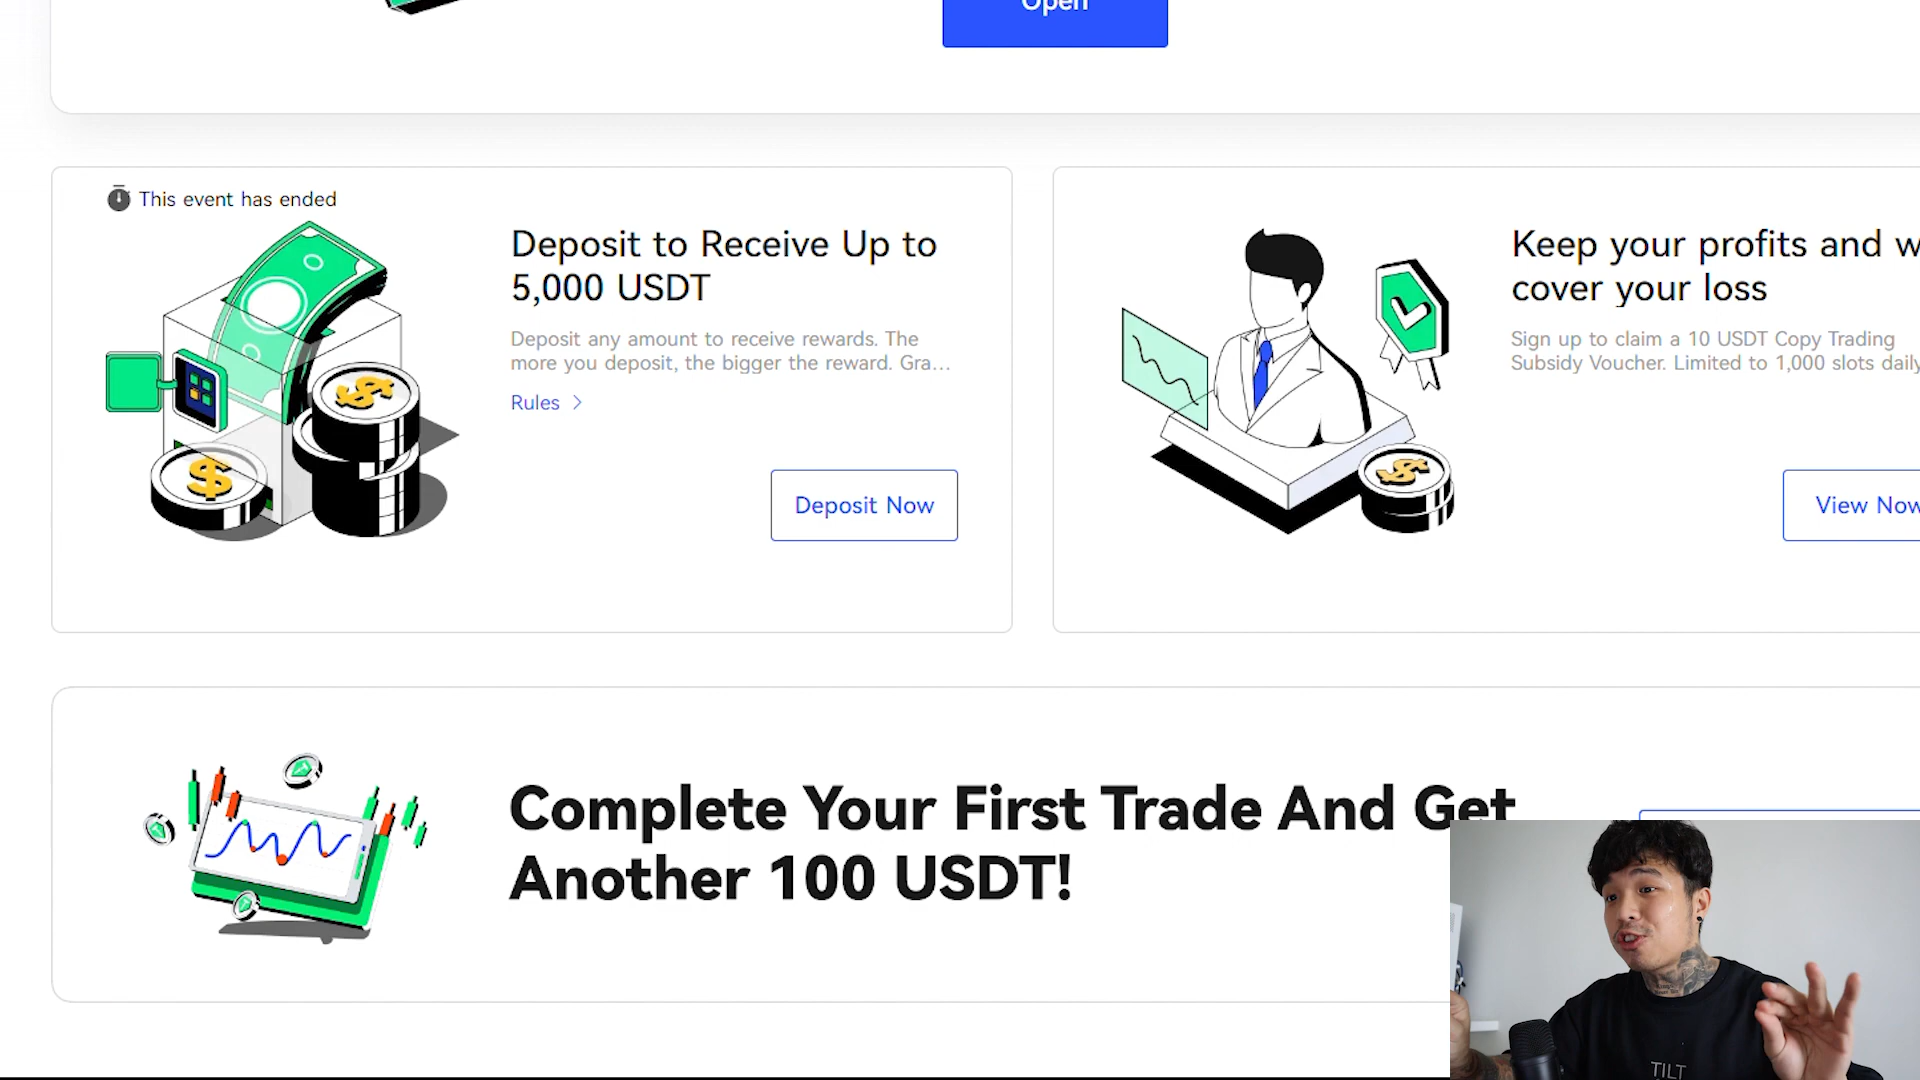 Open
This event has ended
Deposit to Receive Up to
5,000 USDT
Deposit any amount to receive rewards. The
more you deposit, the bigger the reward. Gra...
Rules
Deposit Now
Keep your profits and w
cover your loss
Sign up to claim a 10 USDT Copy Trading
Subsidy Voucher. Limited to 1,000 slots daily
View Now
Complete Your First Trade And Get
Another 100 USDT!
TILT